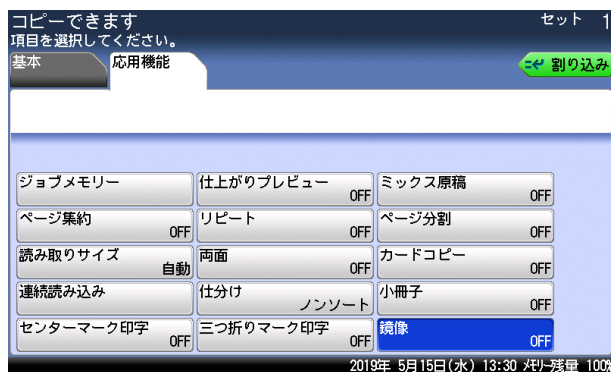 コピーできます
セット 1
項目を選択してください。
基本
応用機能
割り込み
ジョブメモリー
仕上がりプレビュー OFF
ミックス原稿 OFF
ページ集約 OFF
リピート OFF
ページ分割 OFF
読み取りサイズ 自動
両面 OFF
カードコピー OFF
連続読み込み
仕分け ノンソート
小冊子 OFF
センターマーク印字 OFF
三つ折りマーク印字 OFF
鏡像 OFF
2019年 5月15日(水) 13:30 メモリー残量 100%